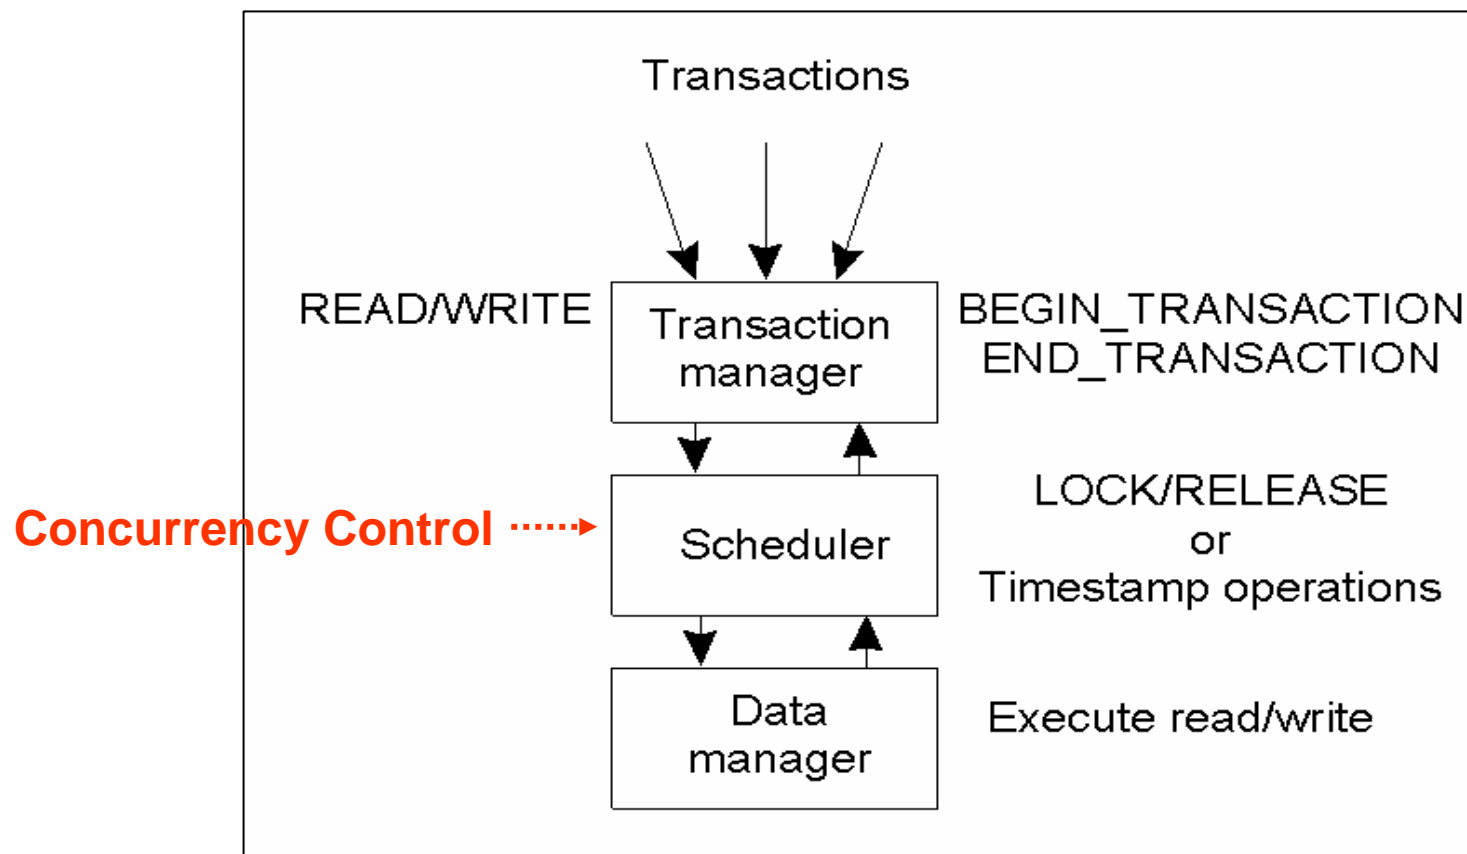 Transactions
READ/WRITE
Transaction
manager
BEGIN_TRANSACTION
END_TRANSACTION
Concurrency Control
Scheduler
LOCK/RELEASE
or
Timestamp operations
Data
manager
Execute read/write